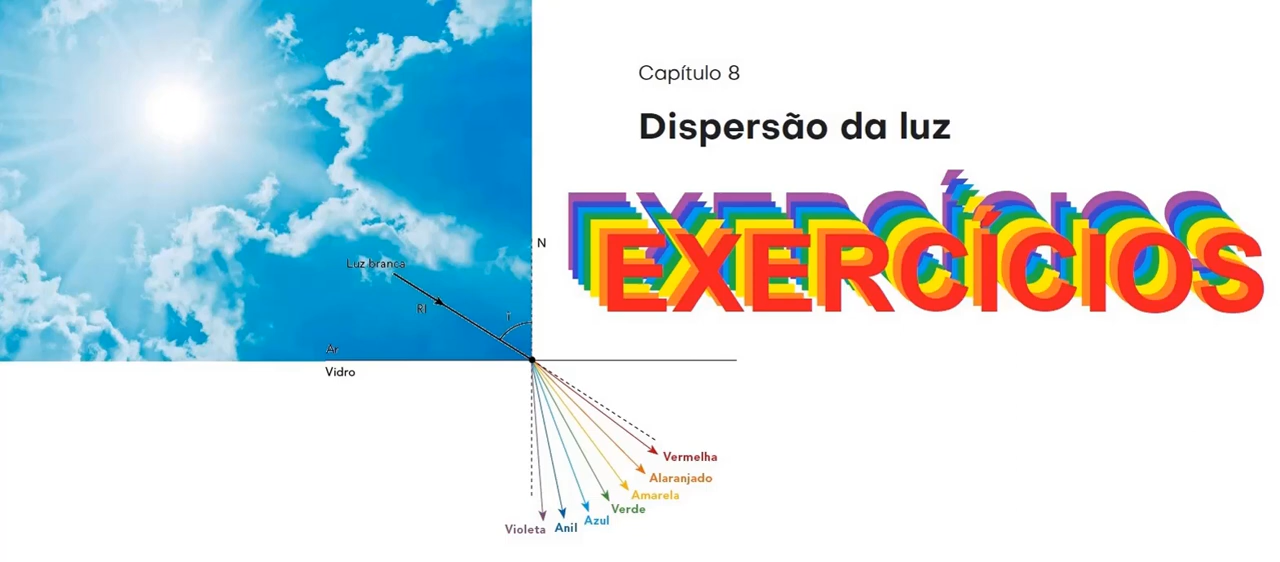 Capítulo 8
Dispersão da luz
EXERCÍCIOS
N
Luz branca
RI
i
Ar
Vidro
Vermelha
Alaranjado
Amarela
Verde
Azul
Anil
Violeta